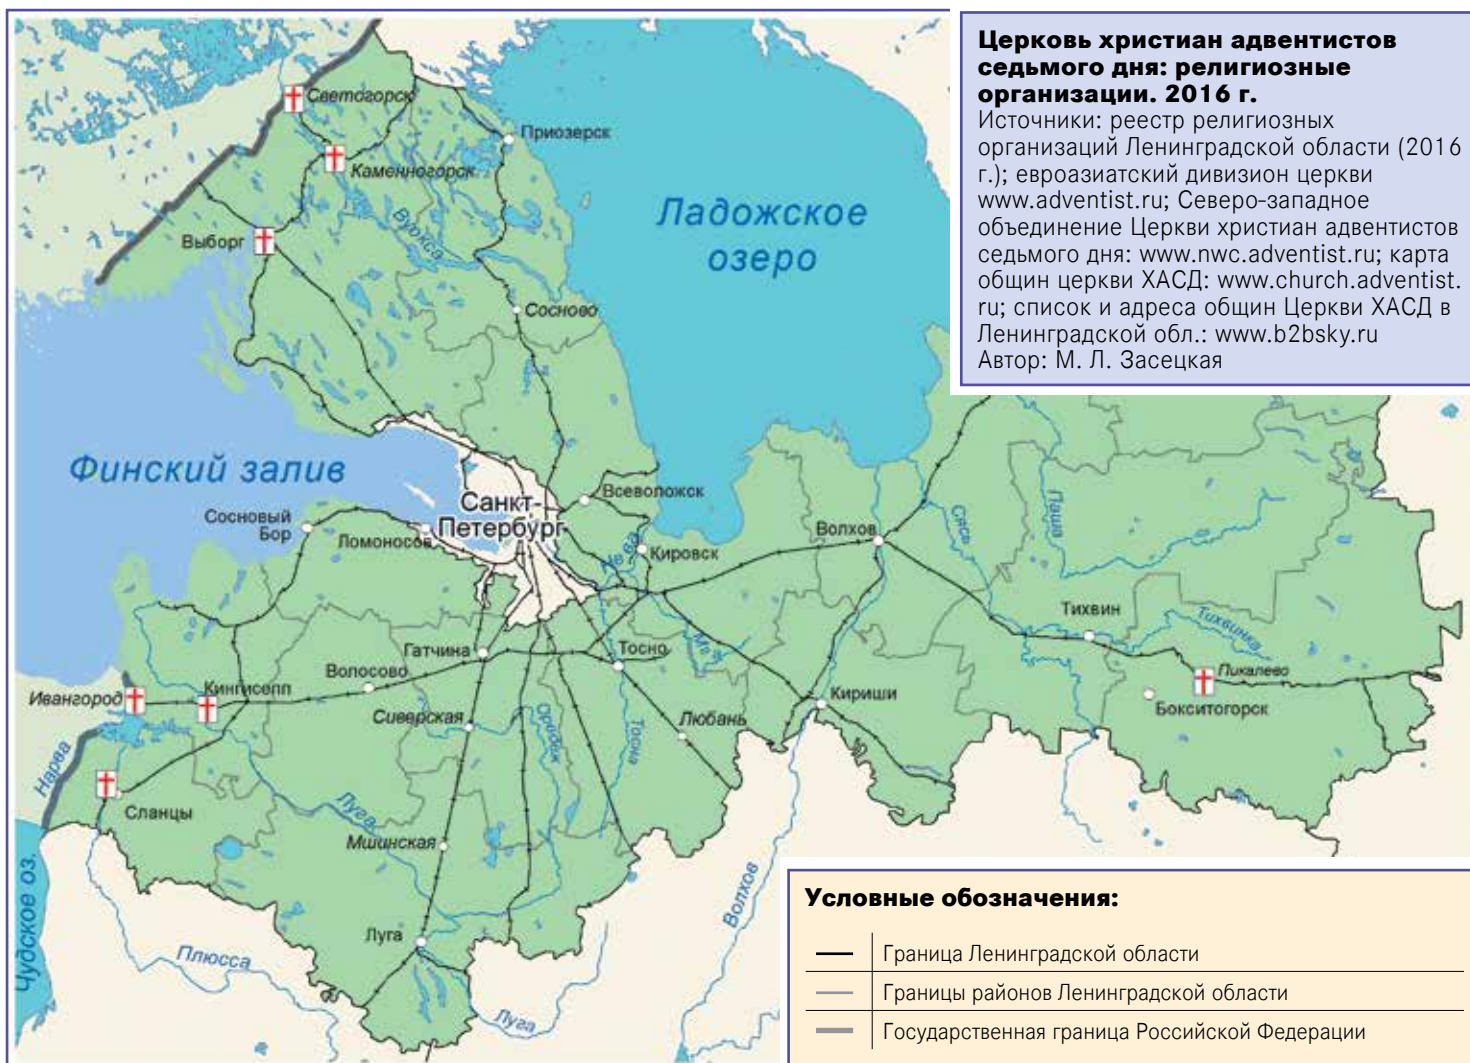 Церковь христиан адвентистов
седьмого дня: религиозные
организации. 2016 г.
Источники: реестр религиозных
организаций Ленинградской области (2016
г.); евроазиатский дивизион церкви
www.adventist.ru; Северо-западное
объединение Церкви христиан адвентистов
седьмого дня: www.nwc.adventist.ru; карта
общин церкви ХАСД: www.church.adventist.
ru; список и адреса общин Церкви ХАСД в
Ленинградской обл.: www.b2bsky.ru
Автор: М. Л. Засецкая
Светогорск
Приозерск
Каменногорск
Вуокса
Выборг
Ладожское
озеро
Сосново
Финский залив
Санкт-
Петербург
Всеволожск
Сосновый
Бор
Ломоносов
Нева
Кировск
Волхов
Сясь
Паша
Тихвин
Тихвинка
Гатчина
Тосно
Мга
Волосово
Пикалево
Ивангород
Кингисепп
Кириши
Бокситогорск
Сиверская
Оредеж
Тосна
Любань
Нарва
Сланцы
Луга
Мшинская
Чудское оз.
Волхов
Луга
Плюсса
Луга
Условные обозначения:
Граница Ленинградской области
Границы районов Ленинградской области
Государственная граница Российской Федерации